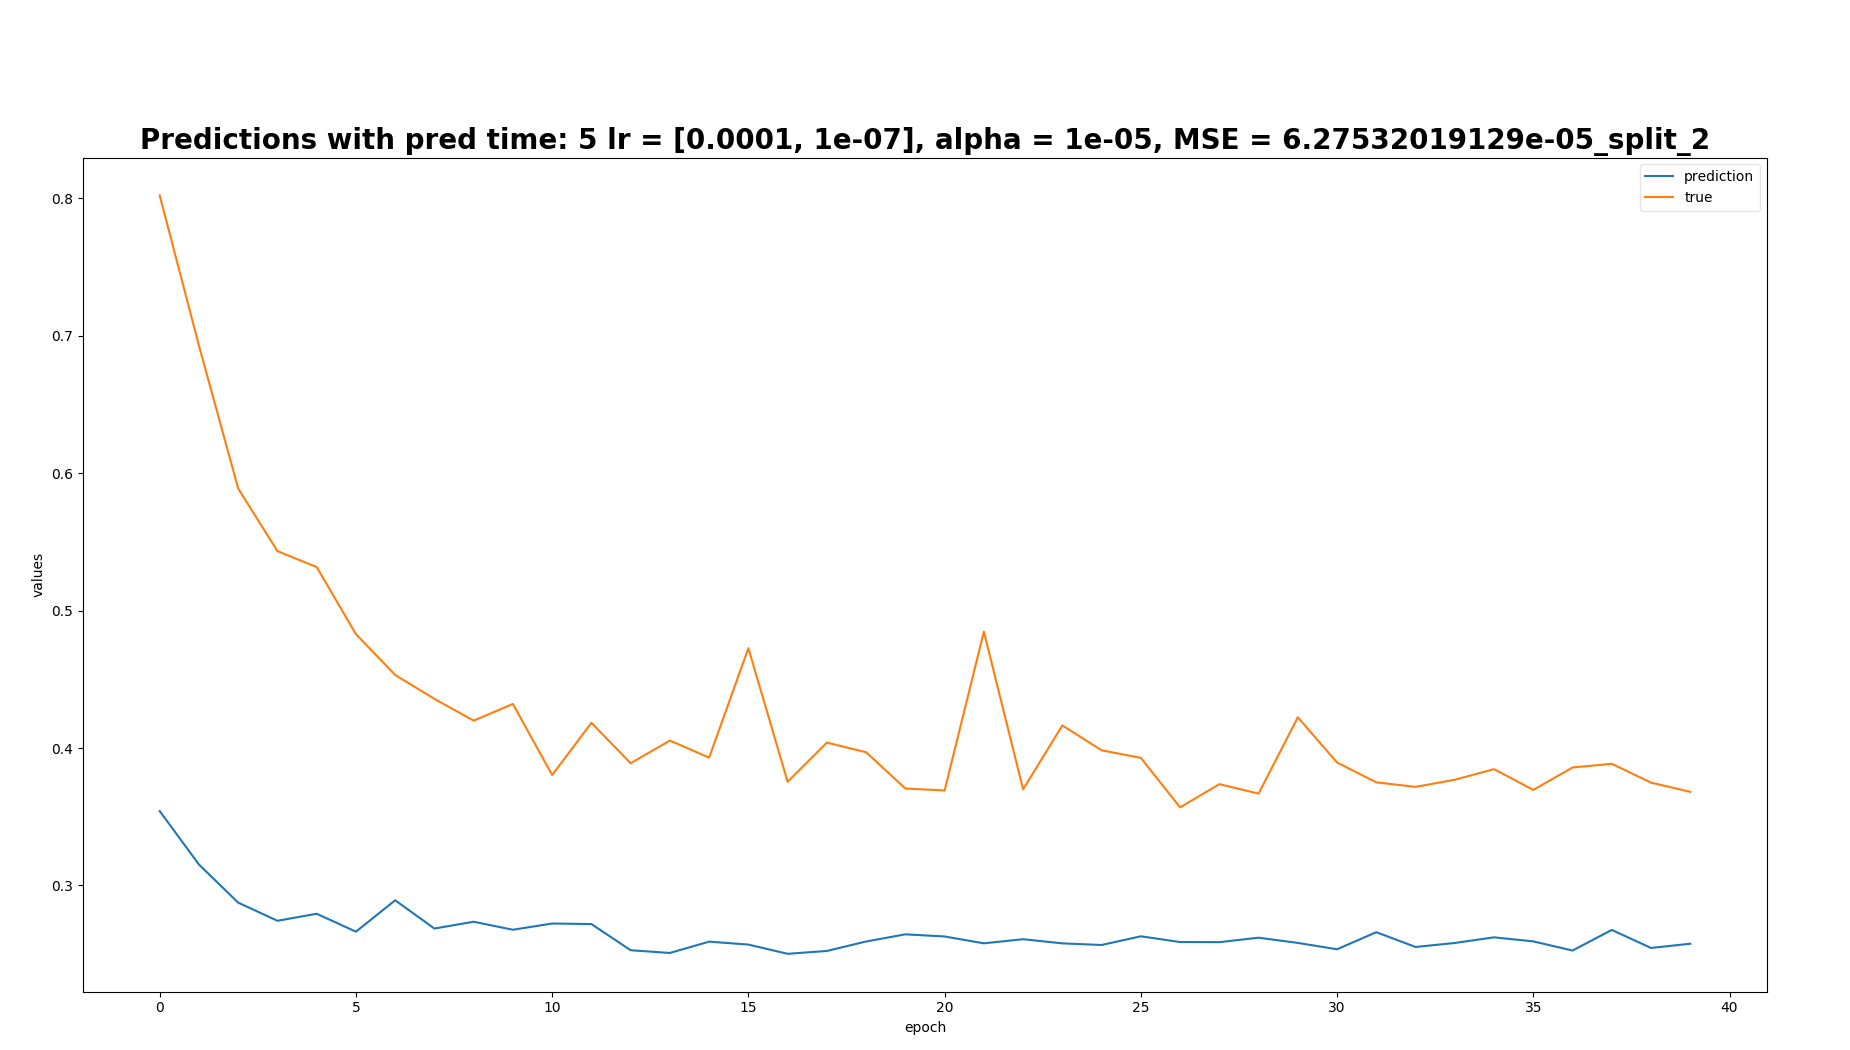 Predictions with pred time: 5 lr = [0.0001, 1e-07], alpha = 1e-05, MSE = 6.27532019129e-05_split_2
prediction
true
0.8
0.7
0.6
0.5
0.4
0.3
values
0 5 10 15 20 25 30 35 40
epoch